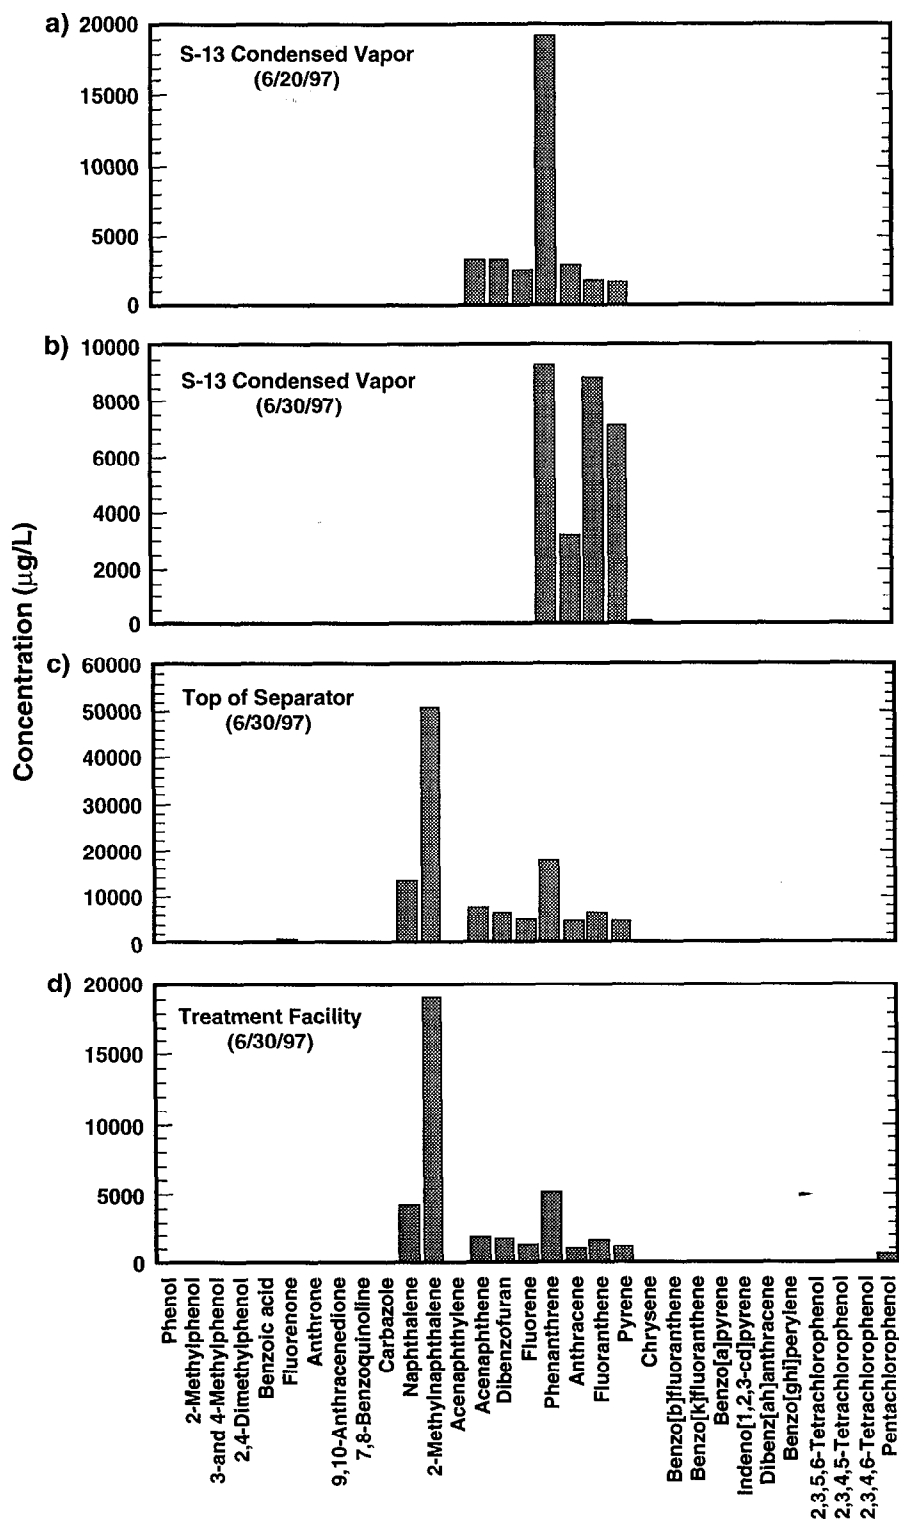 a)
20000
15000
10000
5000
0
S-13 Condensed Vapor
(6/20/97)
b)
10000
8000
6000
4000
2000
0
S-13 Condensed Vapor
(6/30/97)
Concentration (µg/L)
c)
60000
50000
40000
30000
20000
10000
0
Top of Separator
(6/30/97)
d)
20000
15000
10000
5000
0
Treatment Facility
(6/30/97)
Phenol
2-Methylphenol
3-and 4-Methylphenol
2,4-Dimethylphenol
Benzoic acid
Fluorenone
Anthrone
9,10-Anthracenedione
7,8-Benzoquinoline
Carbazole
Naphthalene
2-Methylnaphthalene
Acenaphthylene
Acenaphthene
Dibenzofuran
Fluorene
Phenanthrene
Anthracene
Fluoranthene
Pyrene
Chrysene
Benzo[b]fluoranthene
Benzo[k]fluoranthene
Benzo[a]pyrene
Indeno[1,2,3-cd]pyrene
Dibenz[ah]anthracene
Benzo[ghi]perylene
2,3,5,6-Tetrachlorophenol
2,3,4,5-Tetrachlorophenol
2,3,4,6-Tetrachlorophenol
Pentachlorophenol